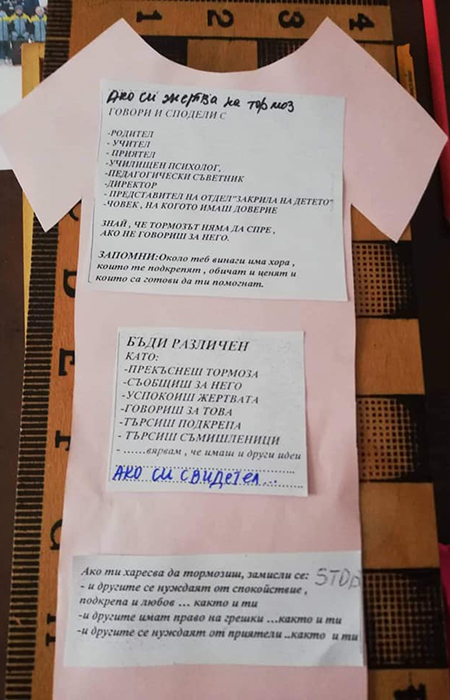 1 2 3 4
Ако си жертва на тормоз
ГОВОРИ И СПОДЕЛИ С
-РОДИТЕЛ
- УЧИТЕЛ
- ПРИЯТЕЛ
-УЧИЛИЩЕН ПСИХОЛОГ,
-ПЕДАГОГИЧЕСКИ СЪВЕТНИК
-ДИРЕКТОР
- ПРЕДСТАВИТЕЛ НА ОТДЕЛ"ЗАКРИЛА НА ДЕТЕТО"
-ЧОВЕК , НА КОГОТО ИМАШ ДОВЕРИЕ
ЗНАЙ , ЧЕ ТОРМОЗЪТ НЯМА ДА СПРЕ ,
АКО НЕ ГОВОРИШ ЗА НЕГО.
ЗАПОМНИ:Около теб винаги има хора ,
които те подкрепят , обичат и ценят и
които са готови да ти помогнат.
БЪДИ РАЗЛИЧЕН
КАТО:
-ПРЕКЪСНЕШ ТОРМОЗА
-СЪОБЩИШ ЗА НЕГО
-УСПОКОИШ ЖЕРТВАТА
-ГОВОРИШ ЗА ТОВА
-ТЪРСИШ ПОДКРЕПА
- ТЪРСИШ СЪМИШЛЕНИЦИ
- ......вярвам , че имаш и други идеи
Ако си свидетел...
Ако ти харесва да тормозиш, замисли се: STOP
- и другите се нуждаят от спокойствие ,
подкрепа и любов ... както и ти
-и другите имат право на грешки ...както и ти
-и другите се нуждаят от приятели ..както и ти